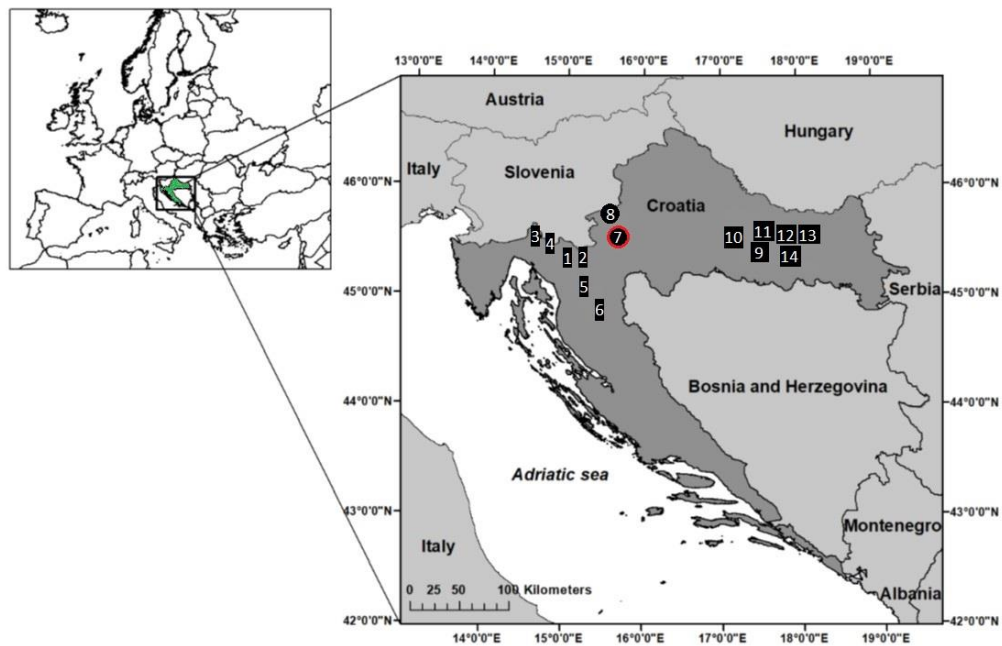 13°0'0"E 14°0'0"E 15°0'0"E 16°0'0"E 17°0'0"E 18°0'0"E 19°0'0"E
Austria
Hungary
Italy
Slovenia
46°0'0"N
46°0'0"N
Croatia
8
3
4
7
10
11
12
13
1
2
9
14
5
Serbia
45°0'0"N
45°0'0"N
6
Bosnia and Herzegovina
44°0'0"N
44°0'0"N
Adriatic sea
43°0'0"N
43°0'0"N
Montenegro
Italy
0 25 50 100 Kilometers
Albania
42°0'0"N
42°0'0"N
14°0'0"E 15°0'0"E 16°0'0"E 17°0'0"E 18°0'0"E 19°0'0"E